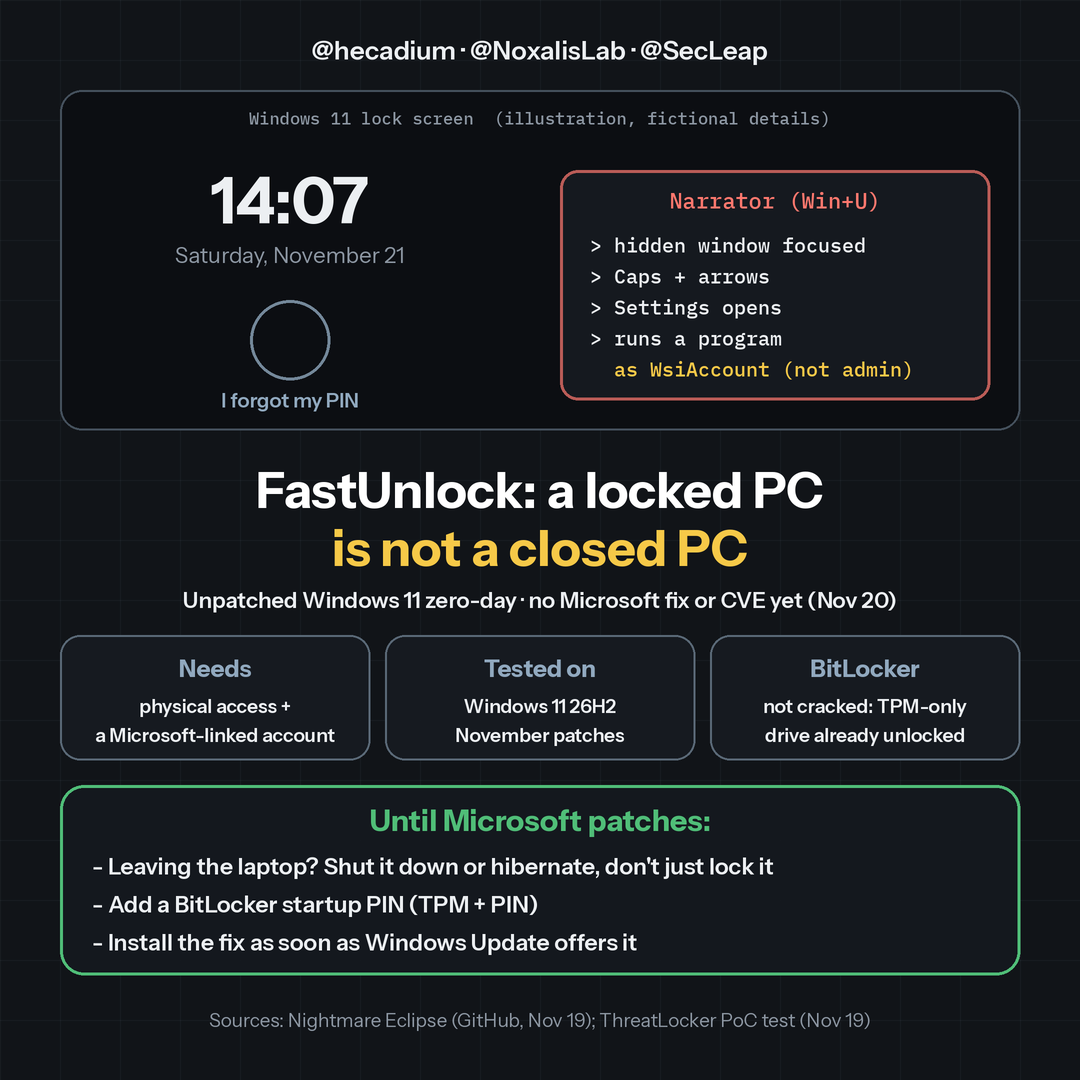 @hecadium · @NoxalisLab · @SecLeap
Windows 11 lock screen (illustration, fictional details)
14:07
Saturday, November 21
I forgot my PIN
Narrator (Win+U)
> hidden window focused
> Caps + arrows
> Settings opens
> runs a program
as WsiAccount (not admin)
FastUnlock: a locked PC
is not a closed PC
Unpatched Windows 11 zero-day · no Microsoft fix or CVE yet (Nov 20)
Needs
physical access +
a Microsoft-linked account
Tested on
Windows 11 26H2
November patches
BitLocker
not cracked: TPM-only
drive already unlocked
Until Microsoft patches:
- Leaving the laptop? Shut it down or hibernate, don't just lock it
- Add a BitLocker startup PIN (TPM + PIN)
- Install the fix as soon as Windows Update offers it
Sources: Nightmare Eclipse (GitHub, Nov 19); ThreatLocker PoC test (Nov 19)